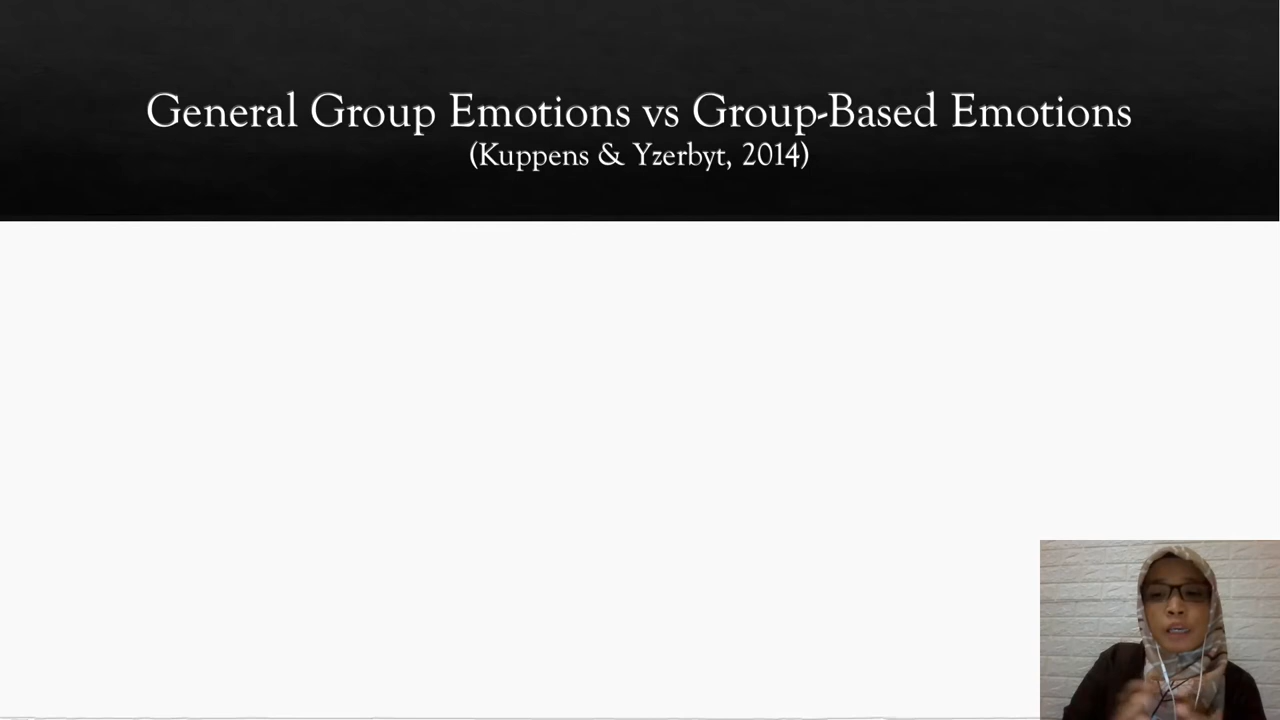 General Group Emotions vs Group-Based Emotions
(Kuppens & Yzerbyt, 2014)